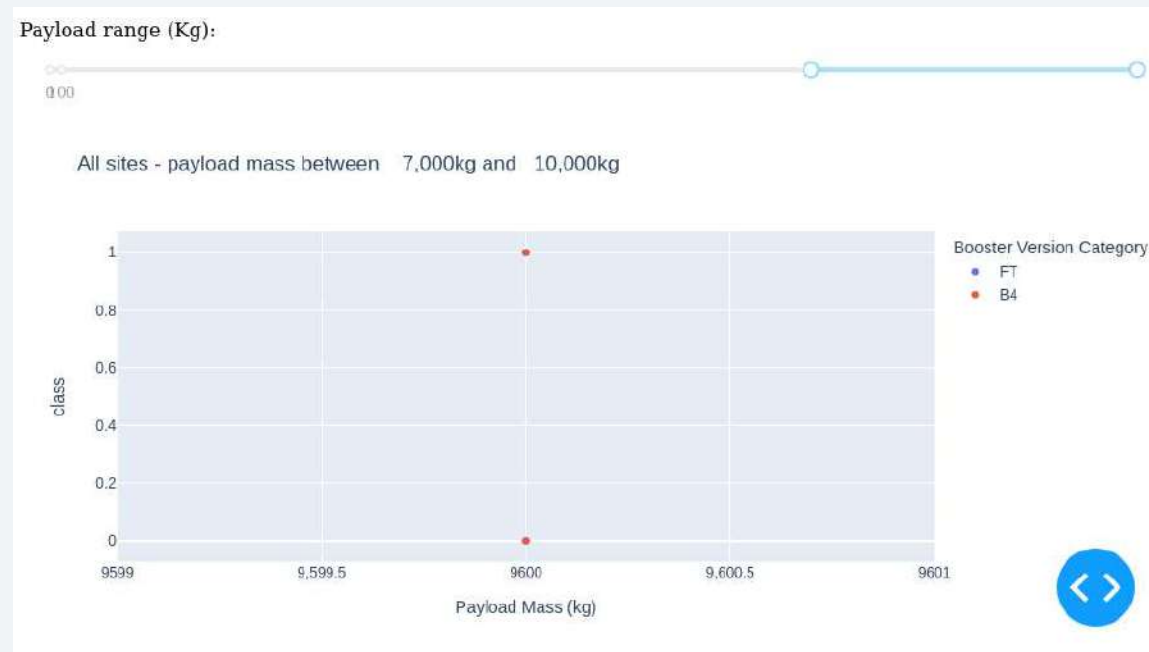 Payload range (Kg):
All sites - payload mass between 7,000kg and 10,000kg
Booster Version Category
FT
B4
1
0.8
0.6
0.4
0.2
0
class
9599
9,599.5
9600
9,600.5
9601
Payload Mass (kg)